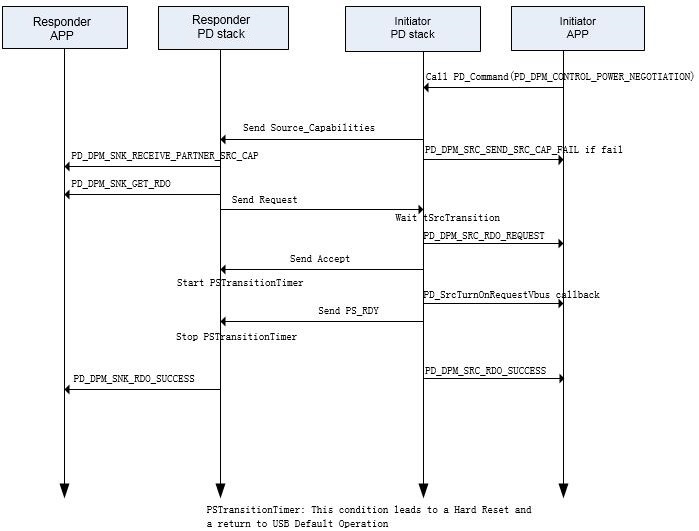 Responder
APP
Responder
PD stack
Initiator
PD stack
Initiator
APP
Call PD_Command(PD_DPM_CONTROL_POWER_NEGOTIATION)
Send Source_Capabilities
PD_DPM_SRC_SEND_SRC_CAP_FAIL if fail
PD_DPM_SNK_RECEIVE_PARTNER_SRC_CAP
PD_DPM_SNK_GET_RDO
Send Request
Wait tSrcTransition
PD_DPM_SRC_RDO_REQUEST
Send Accept
Start PSTransitionTimer
PD_SrcTurnOnRequestVbus callback
Send PS_RDY
Stop PSTransitionTimer
PD_DPM_SRC_RDO_SUCCESS
PD_DPM_SNK_RDO_SUCCESS
PSTransitionTimer: This condition leads to a Hard Reset and
a return to USB Default Operation